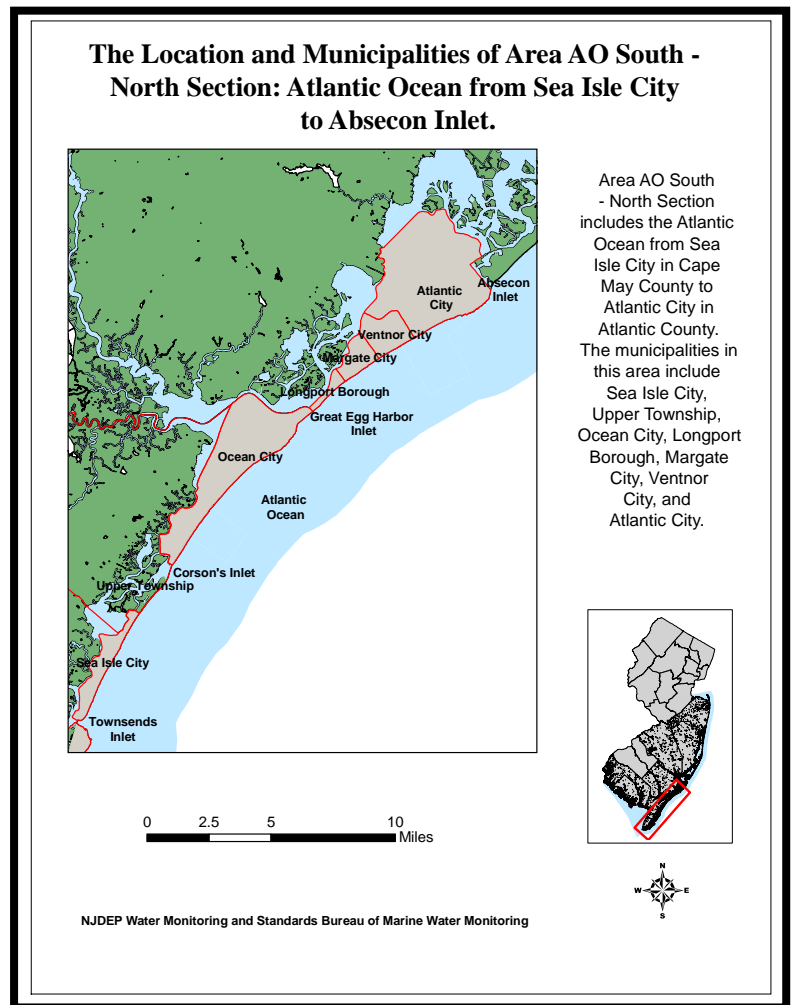 The Location and Municipalities of Area AO South -
North Section: Atlantic Ocean from Sea Isle City
to Absecon Inlet.
Area AO South
- North Section
includes the Atlantic
Ocean from Sea
Isle City in Cape
May County to
Atlantic City in
Atlantic County.
The municipalities in
this area include
Sea Isle City,
Upper Township,
Ocean City, Longport
Borough, Margate
City, Ventnor
City, and
Atlantic City.
Absecon
Inlet
Atlantic
City
Ventnor City
Margate City
Longport Borough
Great Egg Harbor
Inlet
Ocean City
Atlantic
Ocean
Corson's Inlet
Upper Township
Sea Isle City
Townsends
Inlet
0 2.5 5 10
Miles
N
W E
S
NJDEP Water Monitoring and Standards Bureau of Marine Water Monitoring